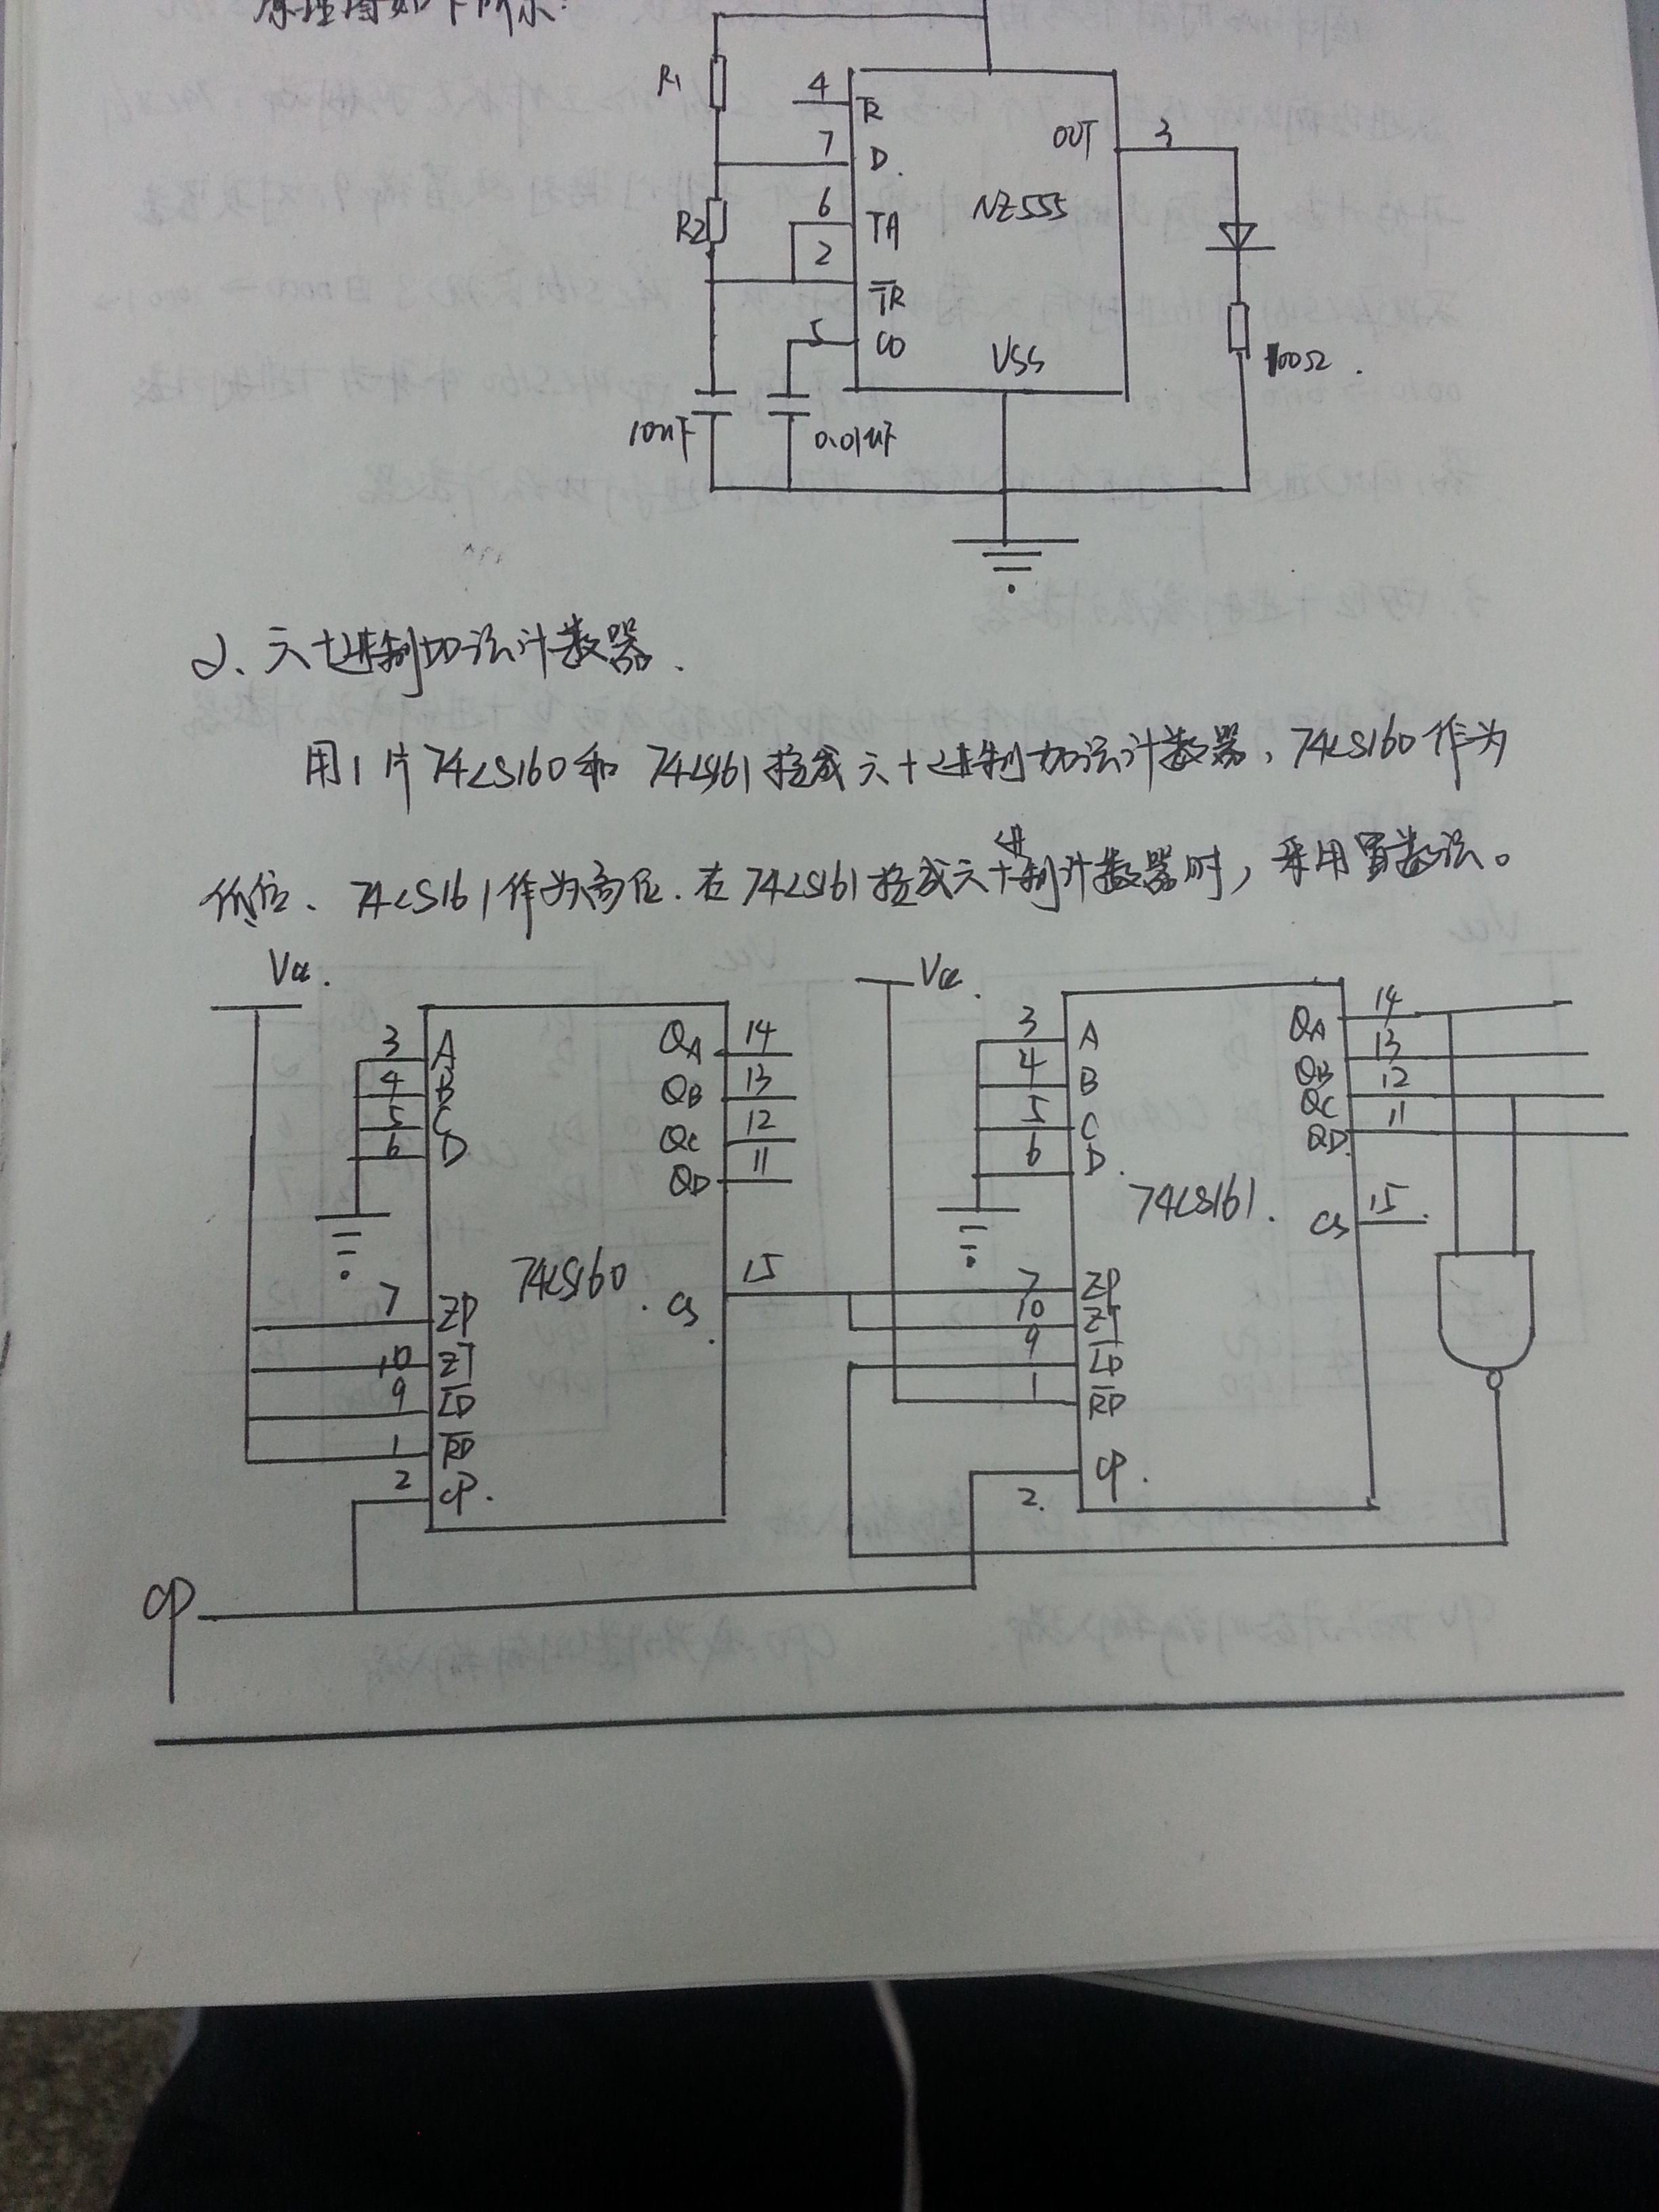 原理图如下所示:
R1
4
R
7
D.
OUT
3
R2
6
TA
NZ555
2
TR
5
CO
VSS
100Ω.
10uF
0.01uF
2、六十进制加法计数器.
用1片74LS160和74LS161接成六十进制加法计数器,74LS160作为
低位、74LS161作为高位.在74LS161接成六十进制计数器时,采用置数法。
Vcc.
Vcc.
3 A
QA 14
4 B
QB 13
5 C
QC 12
6 D
QD 11
74LS160.
7 ZP
CS 15
10 ZT
9 LD
1 RD
2 CP.
3 A
QA 14
4 B
QB 13
5 C
QC 12
6 D.
QD. 11
74LS161.
CS 15.
7 ZP
10 ZT
9 LD
1 RD
2. CP.
CP